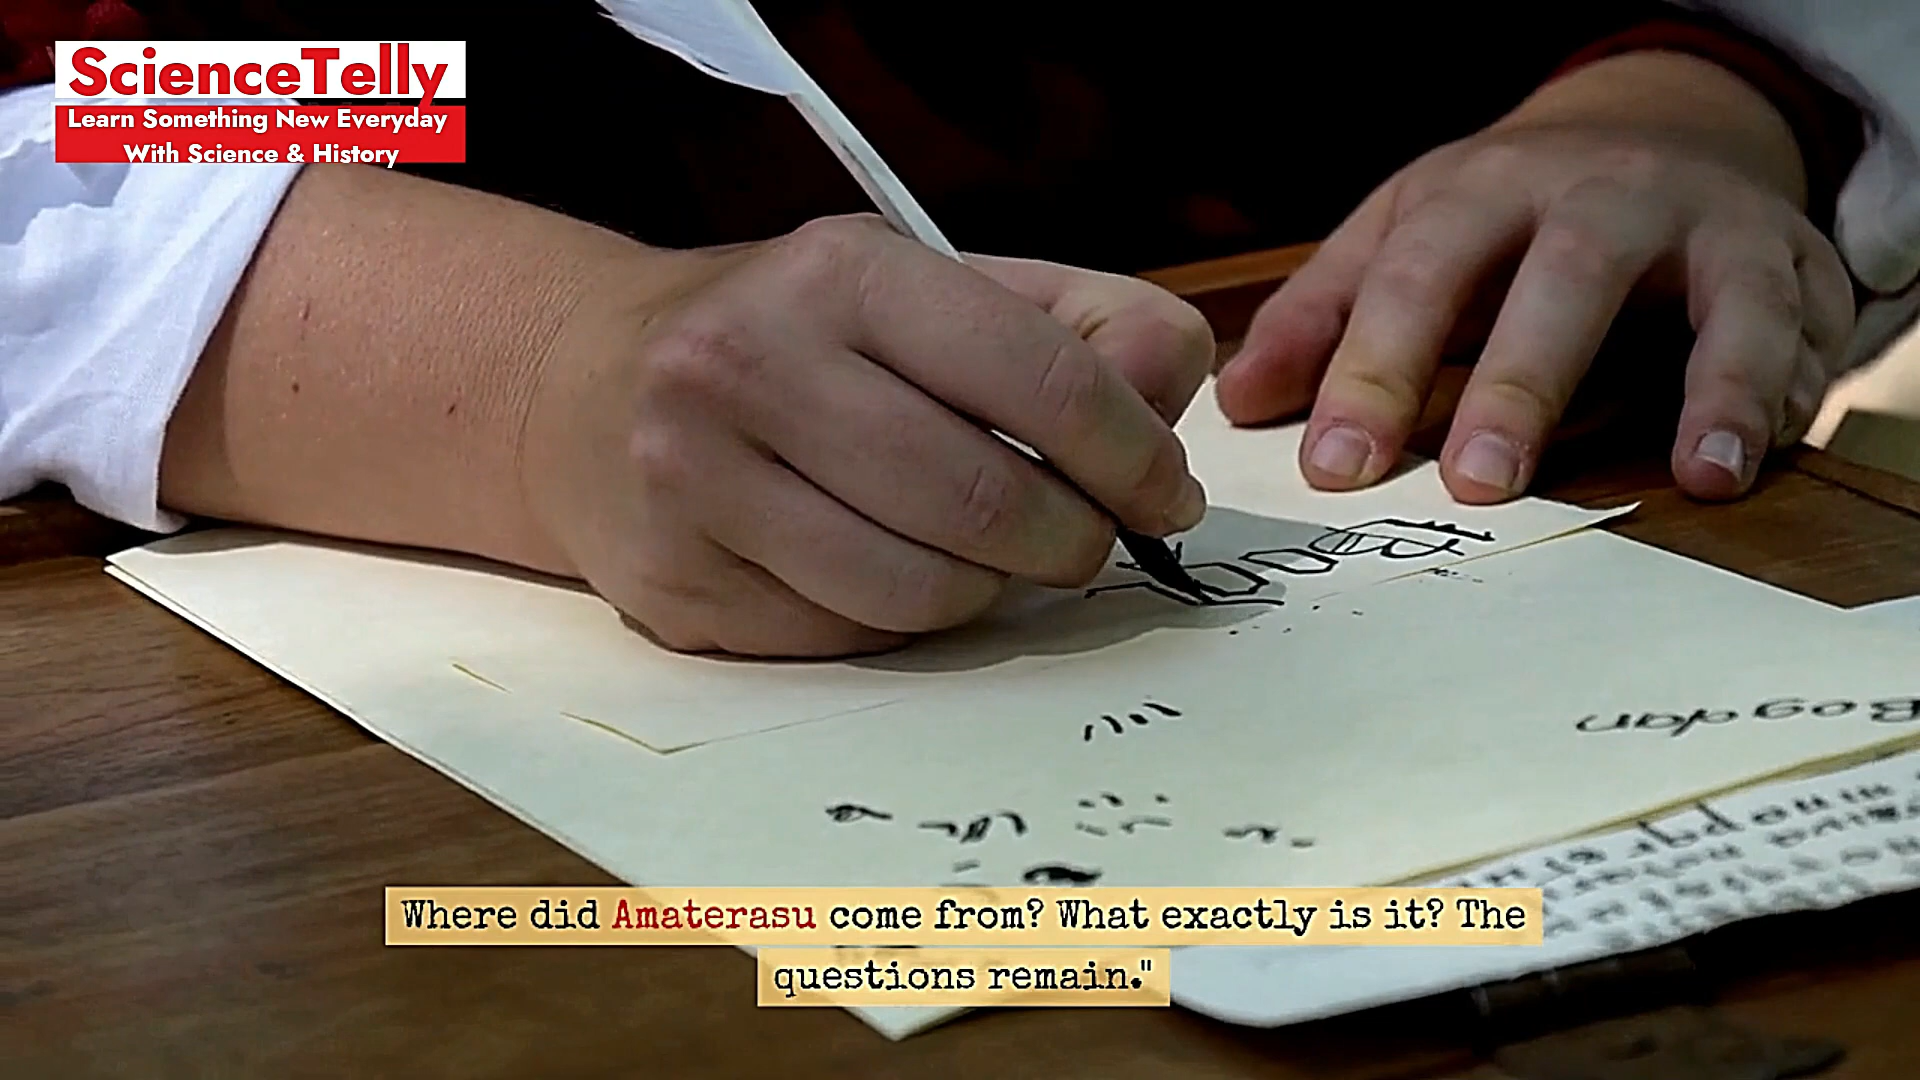 ScienceTelly
Learn Something New Everyday
With Science & History
Bogdan
Where did Amaterasu come from? What exactly is it? The
questions remain."